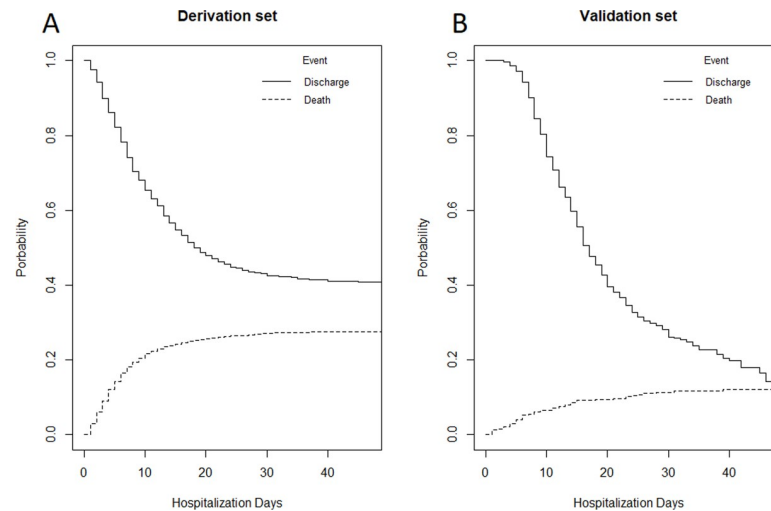 A
Derivation set
Event
Discharge
Death
Porbability
0.0 0.2 0.4 0.6 0.8 1.0
0 10 20 30 40
Hospitalization Days
B
Validation set
Event
Discharge
Death
Porbability
0.0 0.2 0.4 0.6 0.8 1.0
0 10 20 30 40
Hospitalization Days